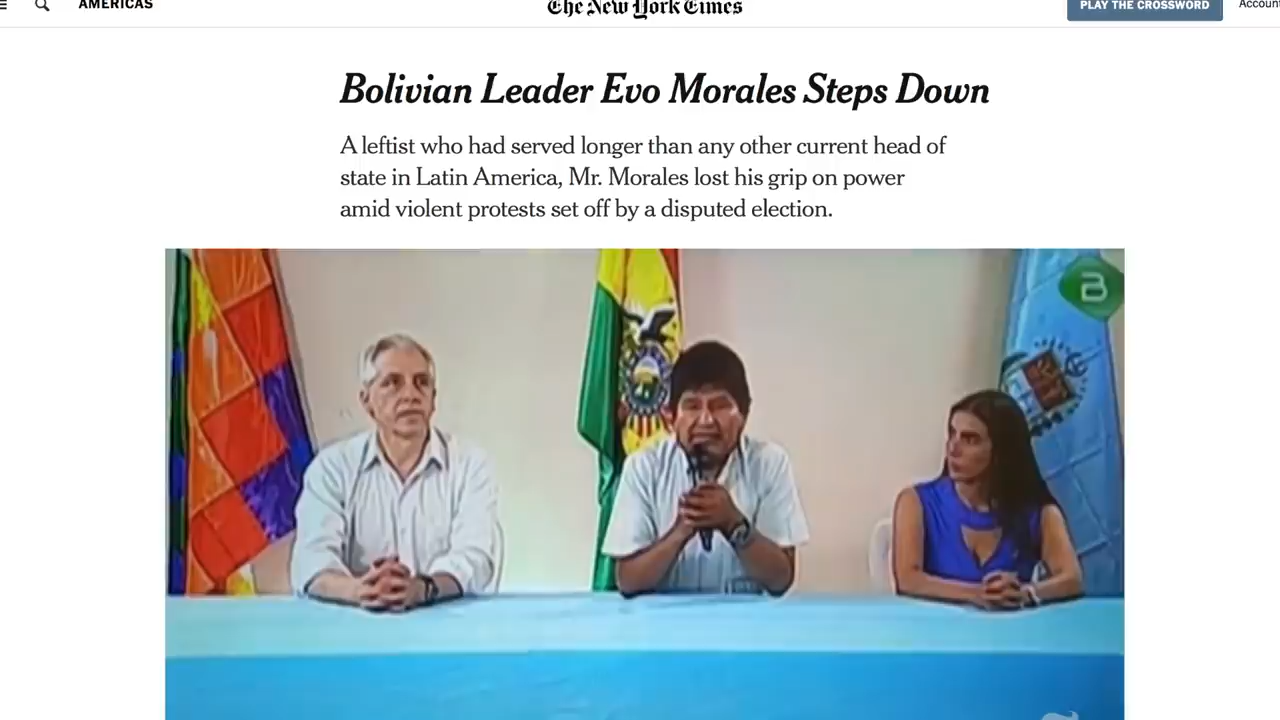 AMERICAS
The New York Times
PLAY THE CROSSWORD
Account
Bolivian Leader Evo Morales Steps Down
A leftist who had served longer than any other current head of
state in Latin America, Mr. Morales lost his grip on power
amid violent protests set off by a disputed election.
B